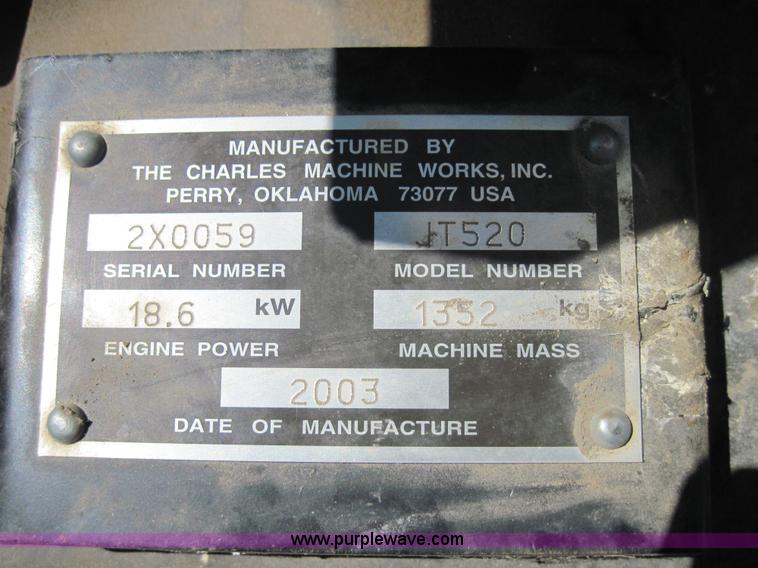 MANUFACTURED BY
THE CHARLES MACHINE WORKS, INC.
PERRY, OKLAHOMA 73077 USA
2X0059 JT520
SERIAL NUMBER MODEL NUMBER
18.6 kW 1352 kg
ENGINE POWER MACHINE MASS
2003
DATE OF MANUFACTURE
www.purplewave.com